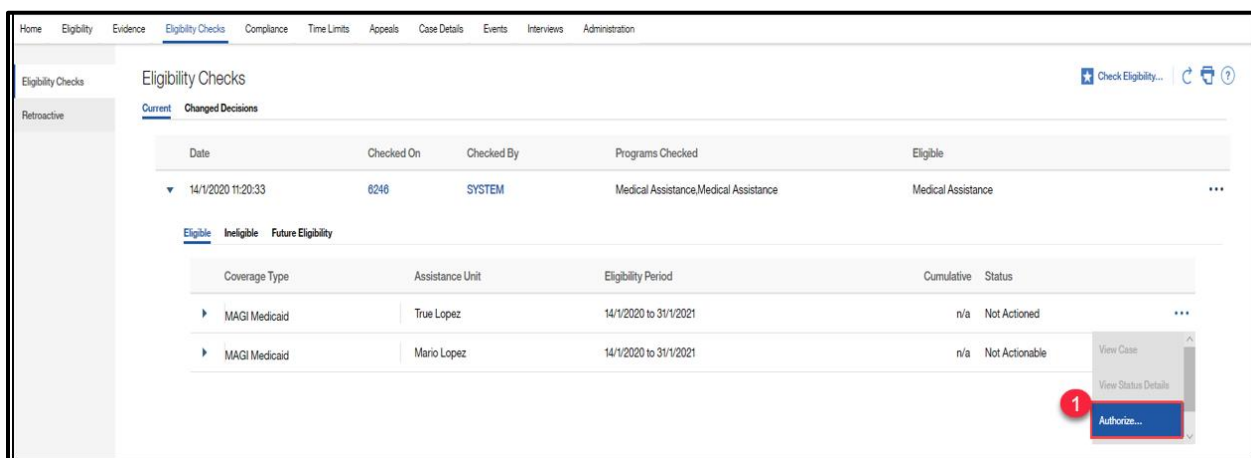 Home Eligibility Evidence Eligibility Checks Compliance Time Limits Appeals Case Details Events Interviews Administration
Eligibility Checks
Retroactive
Eligibility Checks
Check Eligibility...
?
Current Changed Decisions
Date Checked On Checked By Programs Checked Eligible
14/1/2020 11:20:33 6246 SYSTEM Medical Assistance,Medical Assistance Medical Assistance
Eligible Ineligible Future Eligibility
Coverage Type Assistance Unit Eligibility Period Cumulative Status
MAGI Medicaid True Lopez 14/1/2020 to 31/1/2021 n/a Not Actioned
MAGI Medicaid Mario Lopez 14/1/2020 to 31/1/2021 n/a Not Actionable
View Case
View Status Details
1
Authorize...